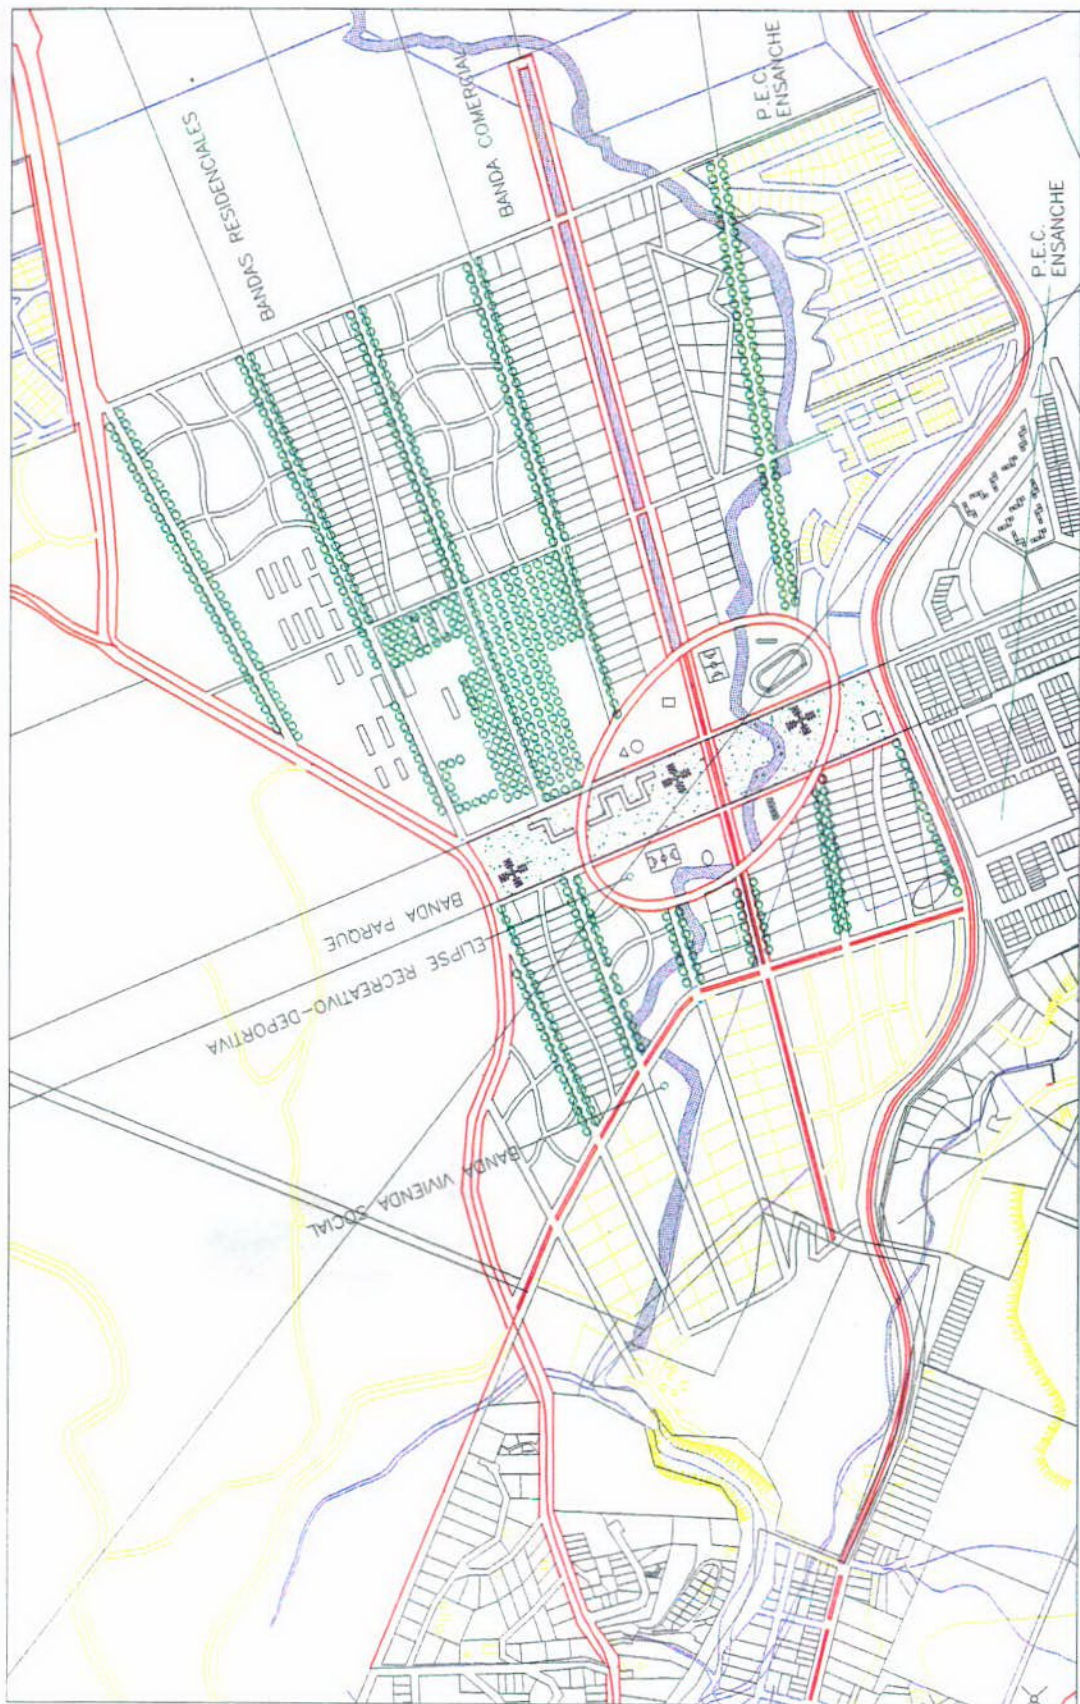 BANDAS RESIDENCIALES
BANDA COMERCIAL
P.E.C.
ENSANCHE
P.E.C.
ENSANCHE
BANDA PARQUE
ELIPSE RECREATIVO-DEPORTIVA
BANDA VIVIENDA SOCIAL